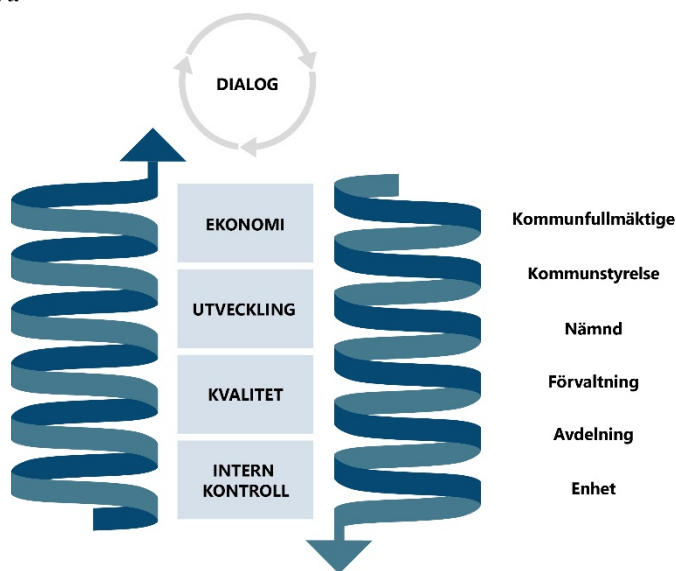 DIALOG
EKONOMI
UTVECKLING
KVALITET
INTERN
KONTROLL
Kommunfullmäktige
Kommunstyrelse
Nämnd
Förvaltning
Avdelning
Enhet